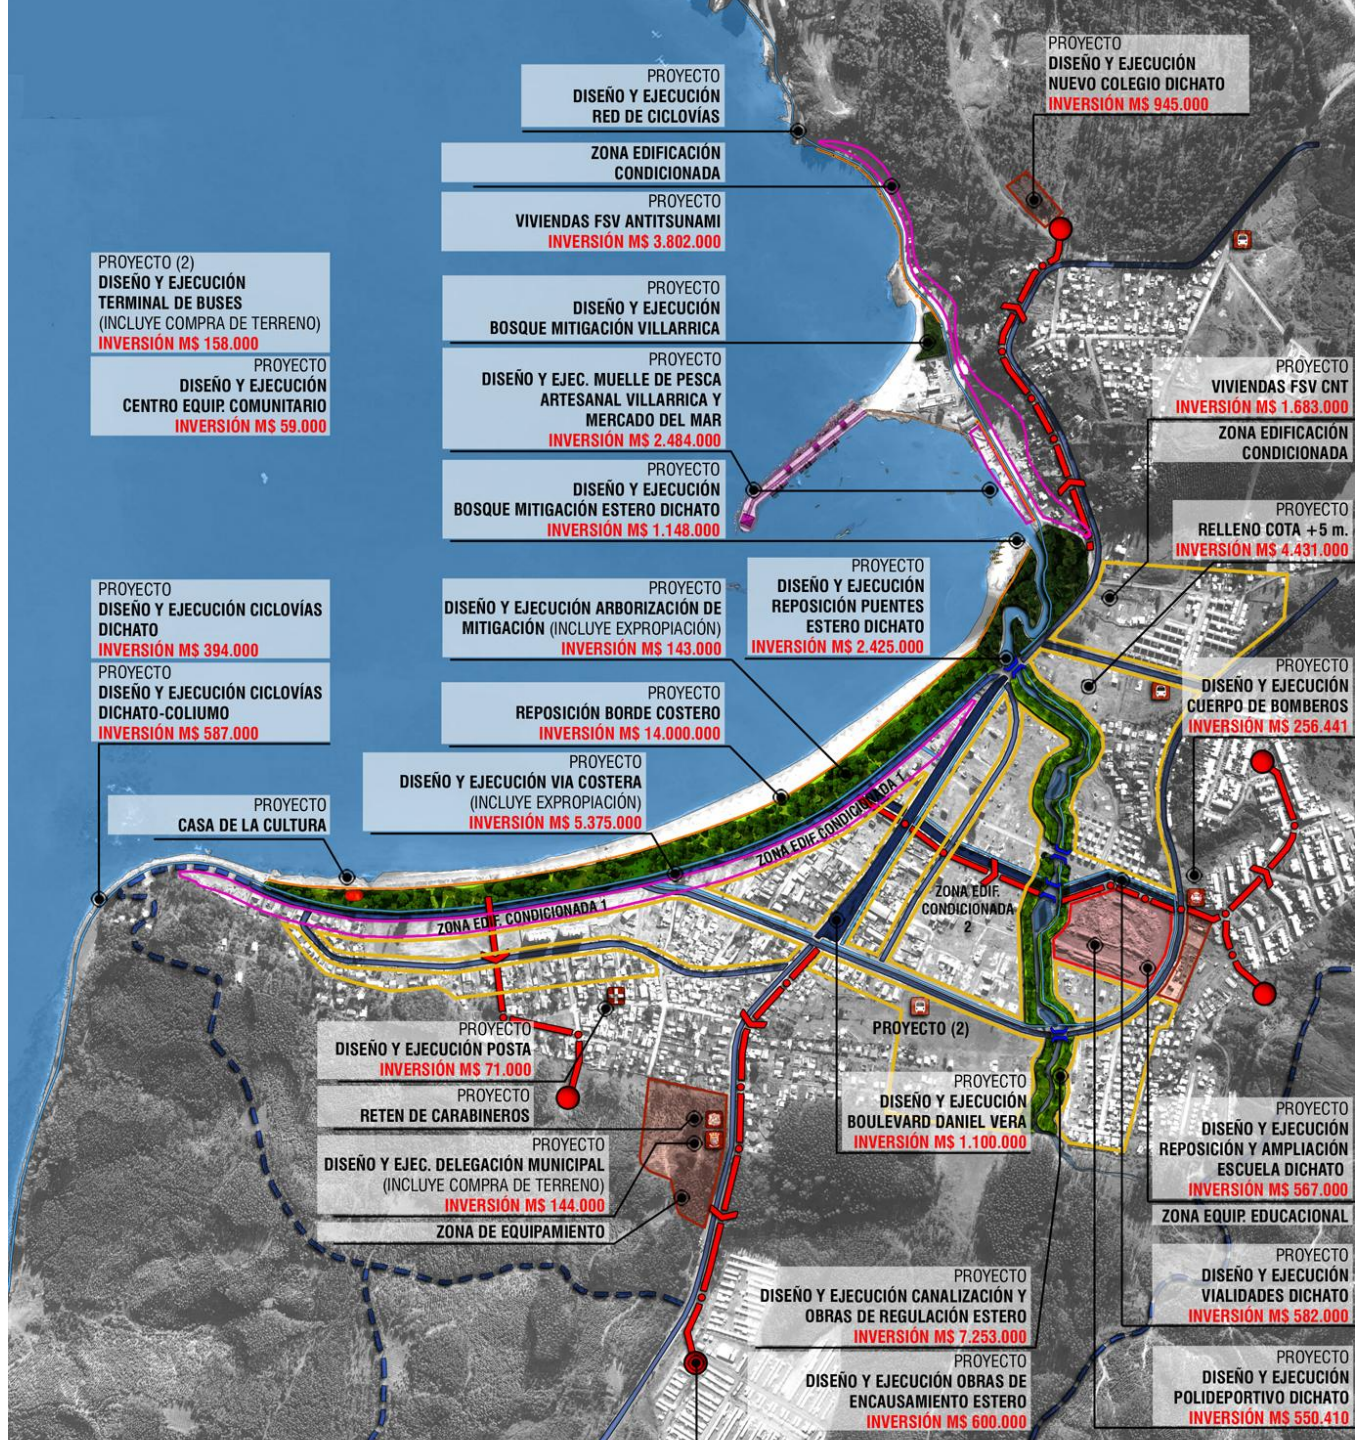 PROYECTO
DISEÑO Y EJECUCIÓN
NUEVO COLEGIO DICHATO
INVERSIÓN M$ 945.000
PROYECTO
DISEÑO Y EJECUCIÓN
RED DE CICLOVÍAS
ZONA EDIFICACIÓN
CONDICIONADA
PROYECTO
VIVIENDAS FSV ANTITSUNAMI
INVERSIÓN M$ 3.802.000
PROYECTO (2)
DISEÑO Y EJECUCIÓN
TERMINAL DE BUSES
(INCLUYE COMPRA DE TERRENO)
INVERSIÓN M$ 158.000
PROYECTO
DISEÑO Y EJECUCIÓN
CENTRO EQUIP. COMUNITARIO
INVERSIÓN M$ 59.000
PROYECTO
DISEÑO Y EJECUCIÓN
BOSQUE MITIGACIÓN VILLARRICA
PROYECTO
DISEÑO Y EJEC. MUELLE DE PESCA
ARTESANAL VILLARRICA Y
MERCADO DEL MAR
INVERSIÓN M$ 2.484.000
PROYECTO
DISEÑO Y EJECUCIÓN
BOSQUE MITIGACIÓN ESTERO DICHATO
INVERSIÓN M$ 1.148.000
PROYECTO
VIVIENDAS FSV CNT
INVERSIÓN M$ 1.683.000
ZONA EDIFICACIÓN
CONDICIONADA
PROYECTO
RELLENO COTA +5 m.
INVERSIÓN M$ 4.431.000
PROYECTO
DISEÑO Y EJECUCIÓN
REPOSICIÓN PUENTES
ESTERO DICHATO
INVERSIÓN M$ 2.425.000
PROYECTO
DISEÑO Y EJECUCIÓN ARBORIZACIÓN DE
MITIGACIÓN (INCLUYE EXPROPIACIÓN)
INVERSIÓN M$ 143.000
PROYECTO
DISEÑO Y EJECUCIÓN CICLOVÍAS
DICHATO
INVERSIÓN M$ 394.000
PROYECTO
DISEÑO Y EJECUCIÓN CICLOVÍAS
DICHATO-COLIUMO
INVERSIÓN M$ 587.000
PROYECTO
REPOSICIÓN BORDE COSTERO
INVERSIÓN M$ 14.000.000
PROYECTO
DISEÑO Y EJECUCIÓN
CUERPO DE BOMBEROS
INVERSIÓN M$ 256.441
PROYECTO
DISEÑO Y EJECUCIÓN VIA COSTERA
(INCLUYE EXPROPIACIÓN)
INVERSIÓN M$ 5.375.000
PROYECTO
CASA DE LA CULTURA
ZONA EDIF. CONDICIONADA 1
ZONA EDIF. CONDICIONADA 1
ZONA EDIF.
CONDICIONADA
2
PROYECTO (2)
PROYECTO
DISEÑO Y EJECUCIÓN POSTA
INVERSIÓN M$ 71.000
PROYECTO
RETEN DE CARABINEROS
PROYECTO
DISEÑO Y EJEC. DELEGACIÓN MUNICIPAL
(INCLUYE COMPRA DE TERRENO)
INVERSIÓN M$ 144.000
ZONA DE EQUIPAMIENTO
PROYECTO
DISEÑO Y EJECUCIÓN
BOULEVARD DANIEL VERA
INVERSIÓN M$ 1.100.000
PROYECTO
DISEÑO Y EJECUCIÓN
REPOSICIÓN Y AMPLIACIÓN
ESCUELA DICHATO
INVERSIÓN M$ 567.000
ZONA EQUIP. EDUCACIONAL
PROYECTO
DISEÑO Y EJECUCIÓN
VIALIDADES DICHATO
INVERSIÓN M$ 582.000
PROYECTO
DISEÑO Y EJECUCIÓN CANALIZACIÓN Y
OBRAS DE REGULACIÓN ESTERO
INVERSIÓN M$ 7.253.000
PROYECTO
DISEÑO Y EJECUCIÓN OBRAS DE
ENCAUSAMIENTO ESTERO
INVERSIÓN M$ 600.000
PROYECTO
DISEÑO Y EJECUCIÓN
POLIDEPORTIVO DICHATO
INVERSIÓN M$ 550.410